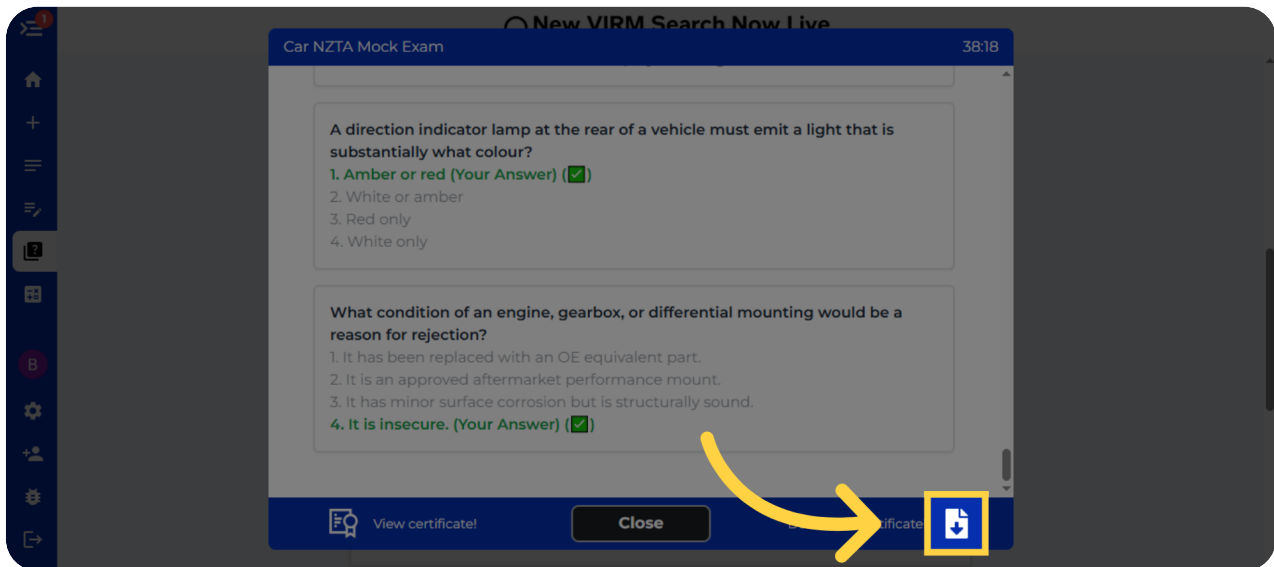 1
New VIRM Search Now Live
Car NZTA Mock Exam 38:18
A direction indicator lamp at the rear of a vehicle must emit a light that is
substantially what colour?
1. Amber or red (Your Answer) (✅)
2. White or amber
3. Red only
4. White only
What condition of an engine, gearbox, or differential mounting would be a
reason for rejection?
1. It has been replaced with an OE equivalent part.
2. It is an approved aftermarket performance mount.
3. It has minor surface corrosion but is structurally sound.
4. It is insecure. (Your Answer) (✅)
B
View certificate! Close